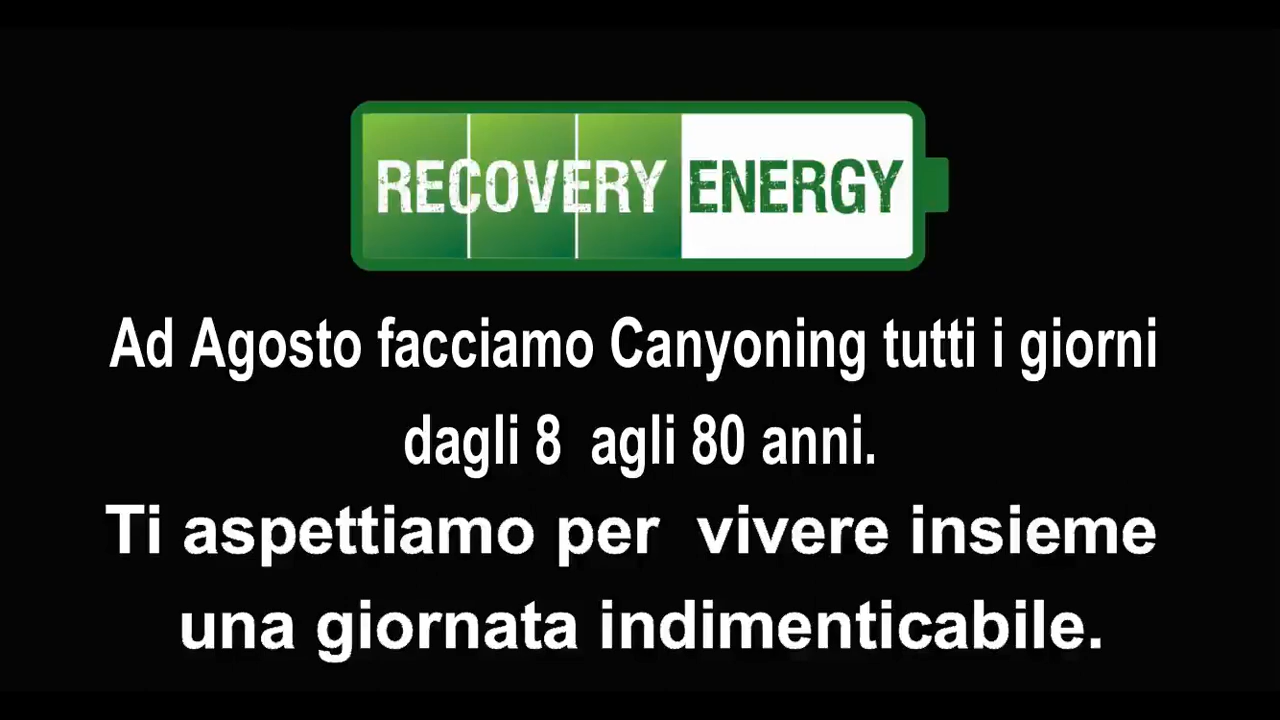 RECOVERY ENERGY
Ad Agosto facciamo Canyoning tutti i giorni
dagli 8  agli 80 anni.
Ti aspettiamo per  vivere insieme
una giornata indimenticabile.